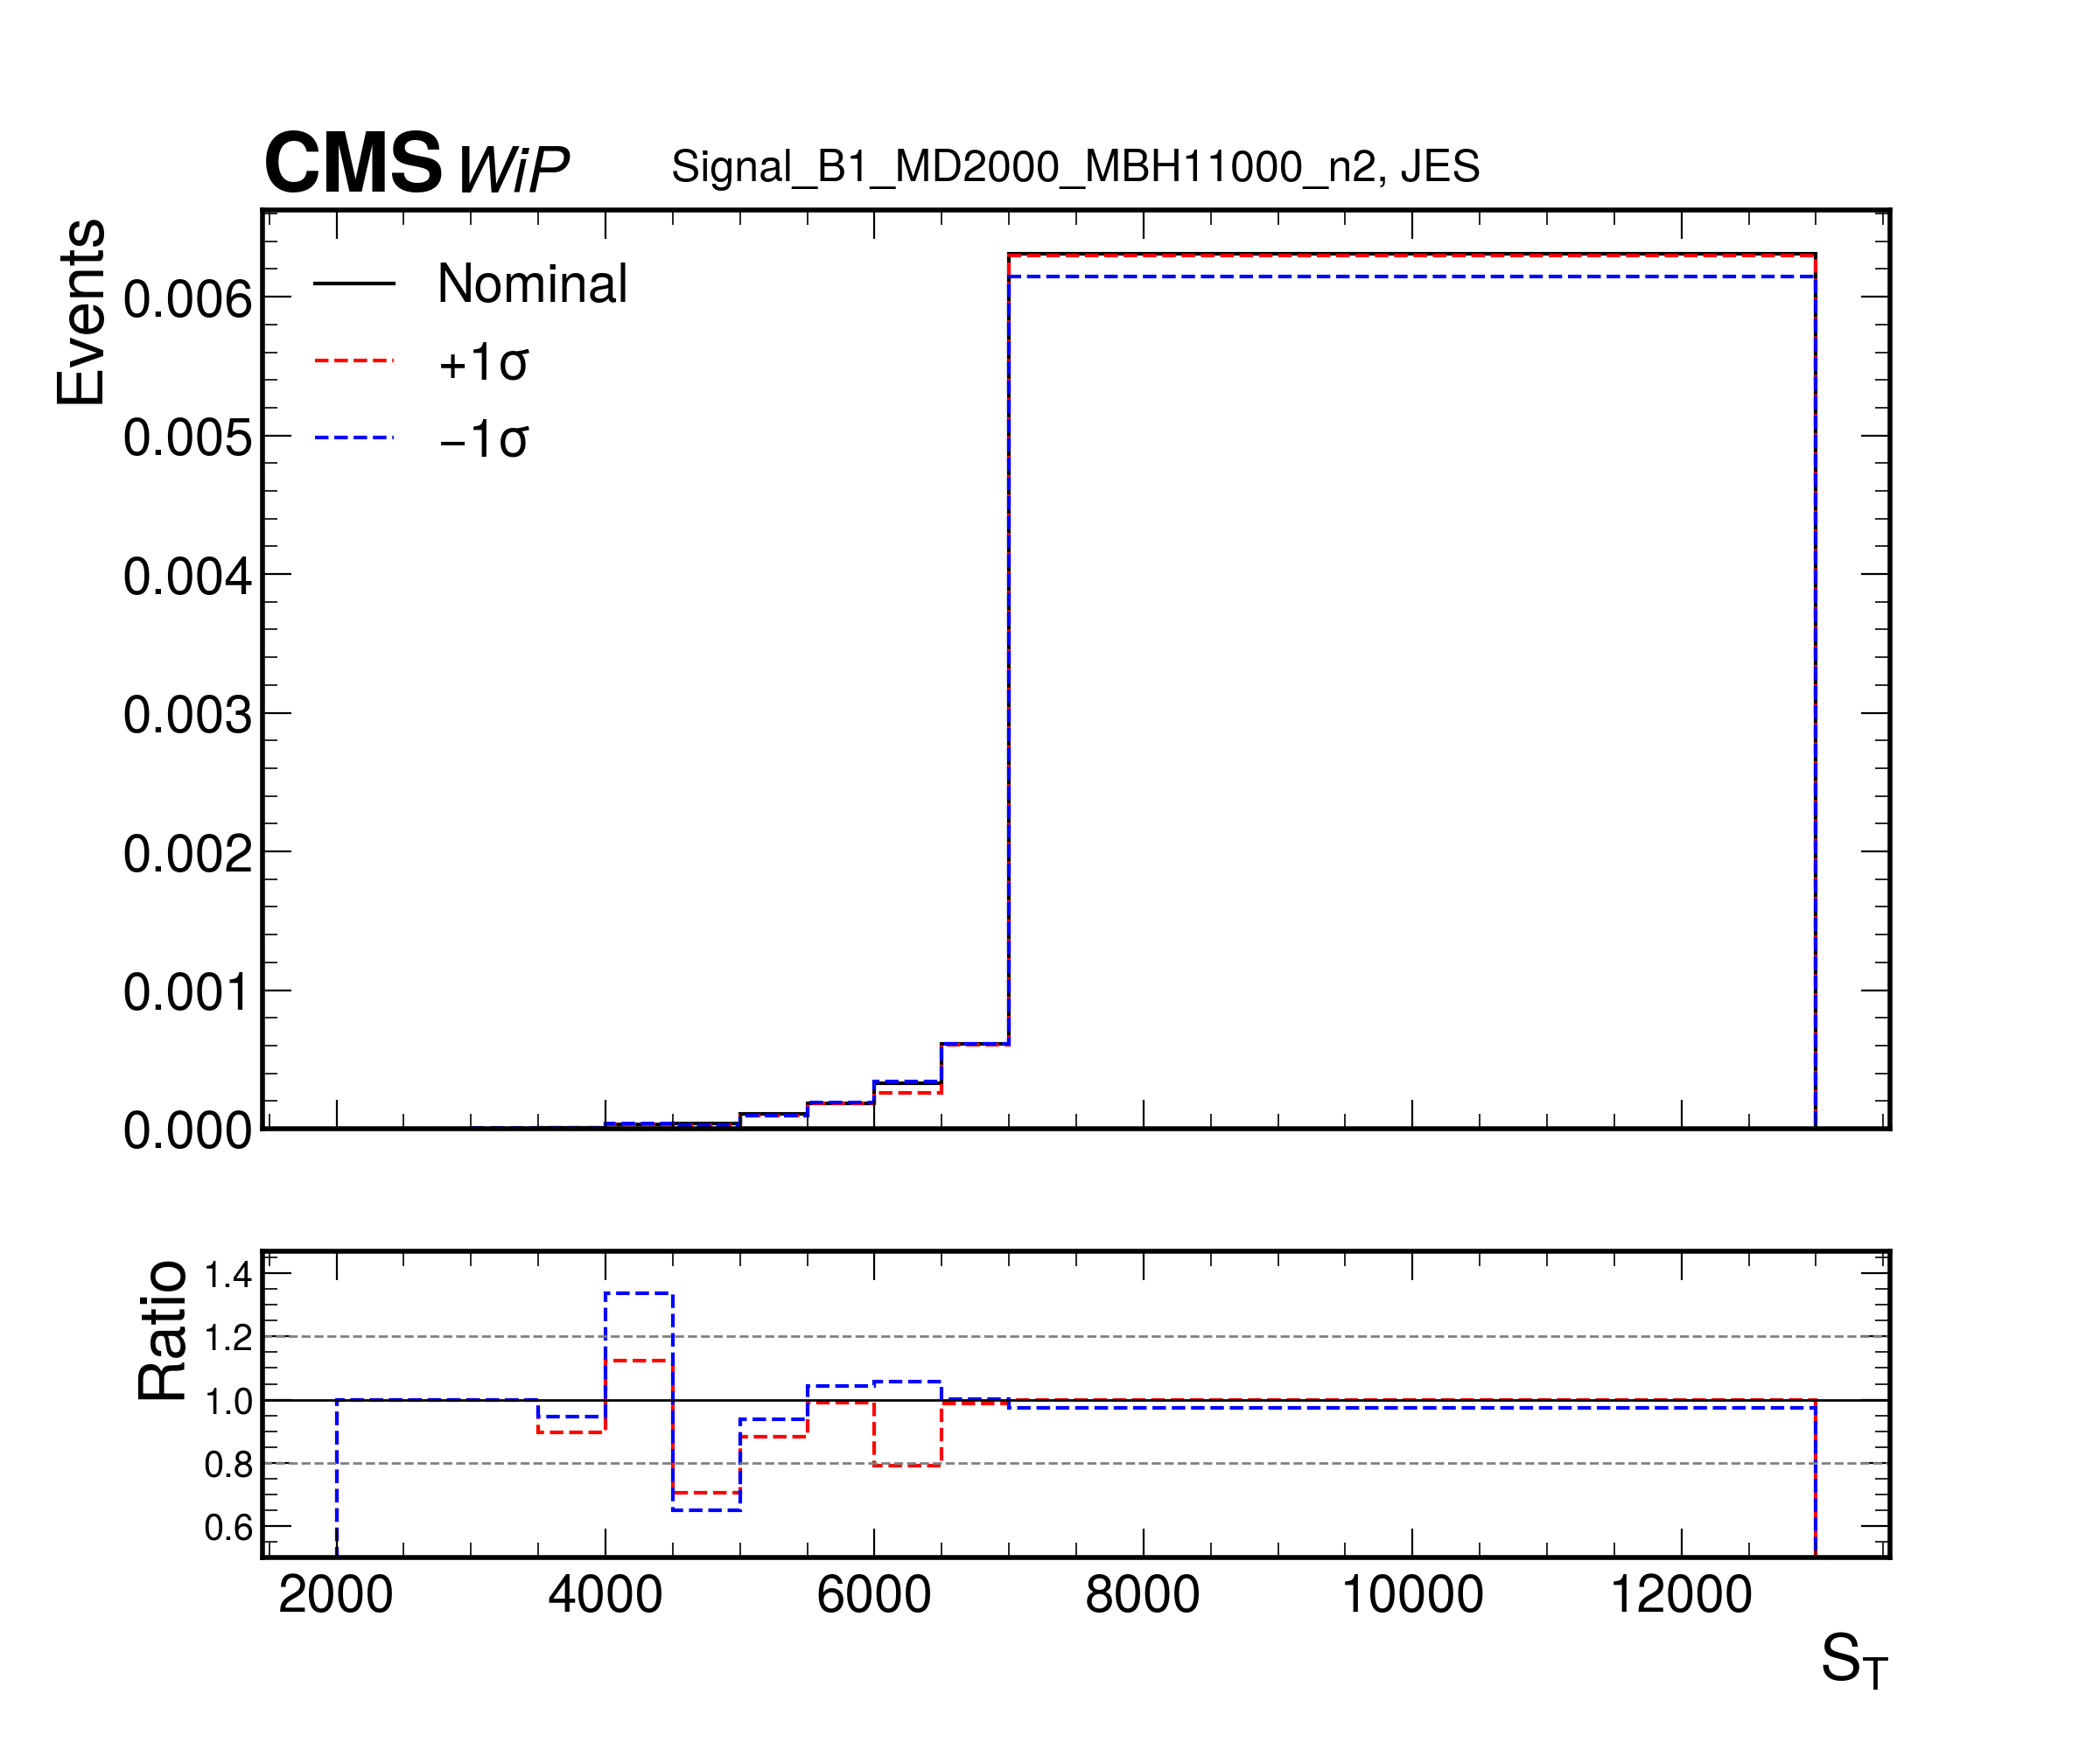 CMS WiP Signal_B1_MD2000_MBH11000_n2, JES
Events
Nominal
+1σ
−1σ
0.006
0.005
0.004
0.003
0.002
0.001
0.000
Ratio
1.4
1.2
1.0
0.8
0.6
2000 4000 6000 8000 10000 12000
S_T